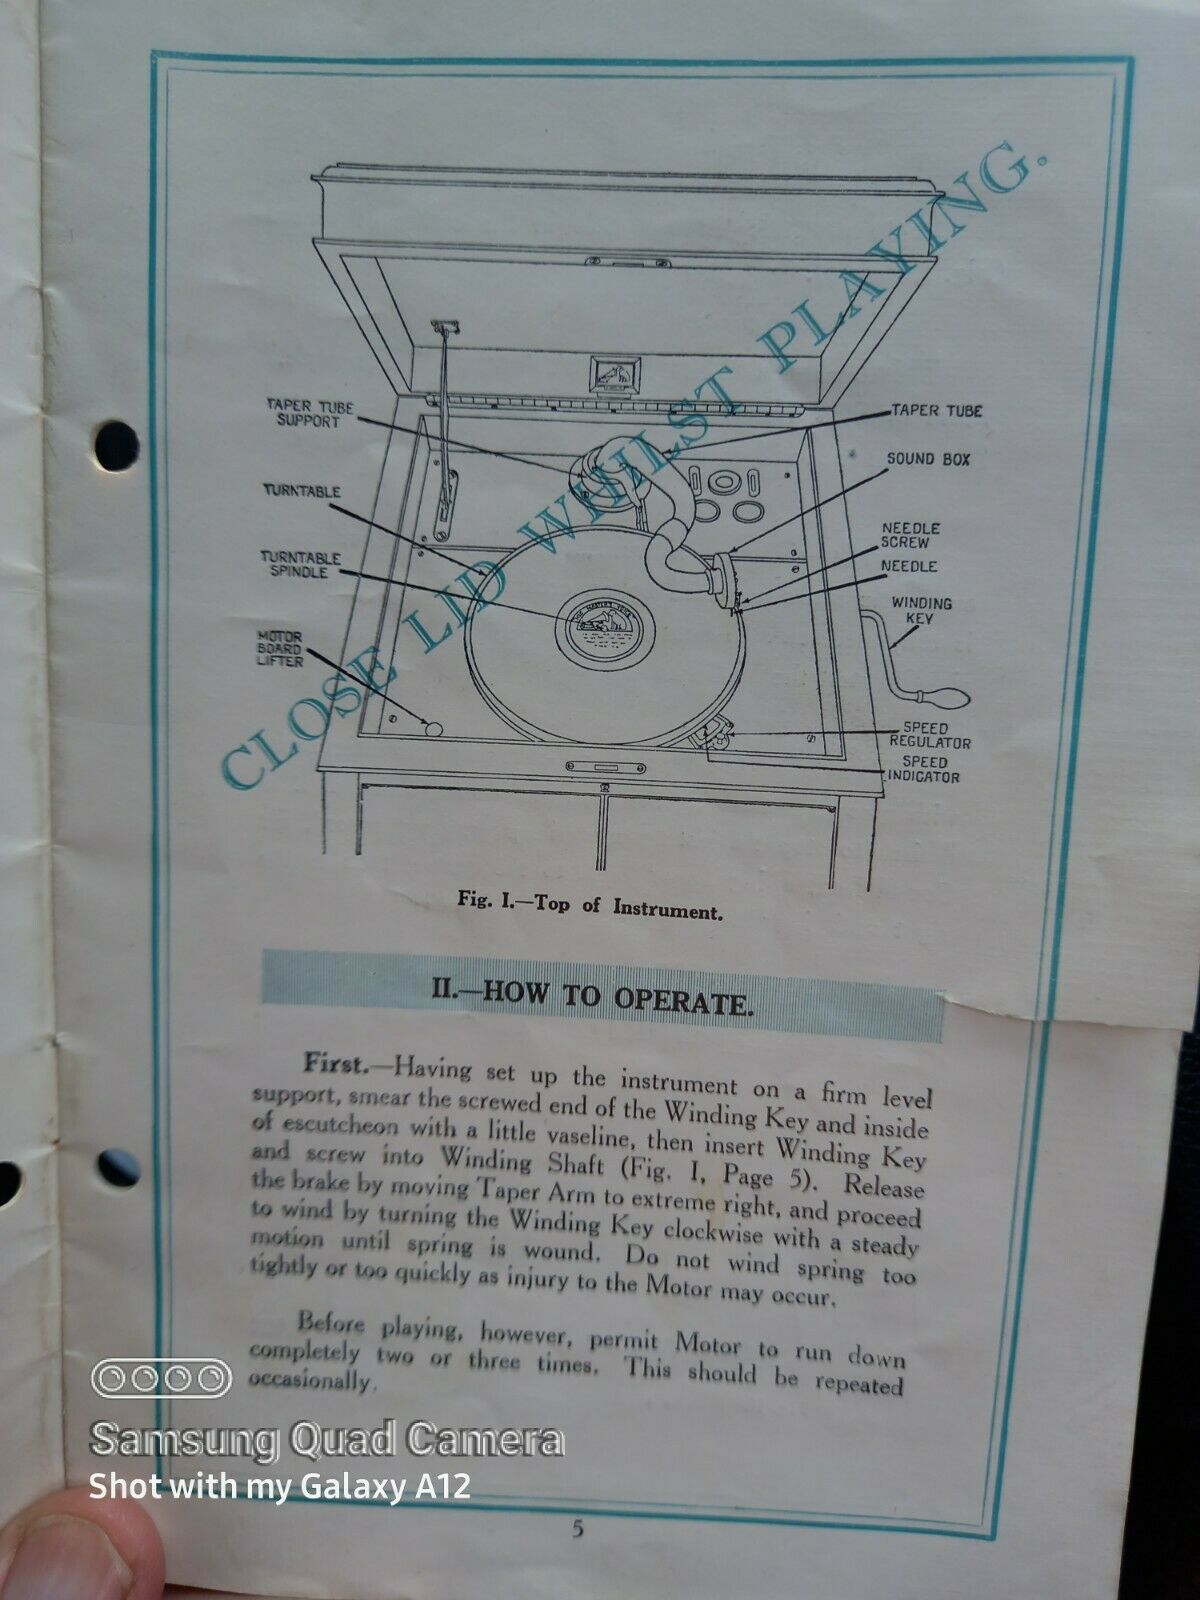 CLOSE LID WHILST PLAYING.
TAPER TUBE
SUPPORT
TURNTABLE
TURNTABLE
SPINDLE
MOTOR
BOARD
LIFTER
TAPER TUBE
SOUND BOX
NEEDLE
SCREW
NEEDLE
WINDING
KEY
SPEED
REGULATOR
SPEED
INDICATOR
HIS MASTER'S VOICE
Fig. I.—Top of Instrument.
II.—HOW TO OPERATE.
First.—Having set up the instrument on a firm level
support, smear the screwed end of the Winding Key and inside
of escutcheon with a little vaseline, then insert Winding Key
and screw into Winding Shaft (Fig. I, Page 5). Release
the brake by moving Taper Arm to extreme right, and proceed
to wind by turning the Winding Key clockwise with a steady
motion until spring is wound. Do not wind spring too
tightly or too quickly as injury to the Motor may occur.
Before playing, however, permit Motor to run down
completely two or three times. This should be repeated
occasionally.
Samsung Quad Camera
Shot with my Galaxy A12
5